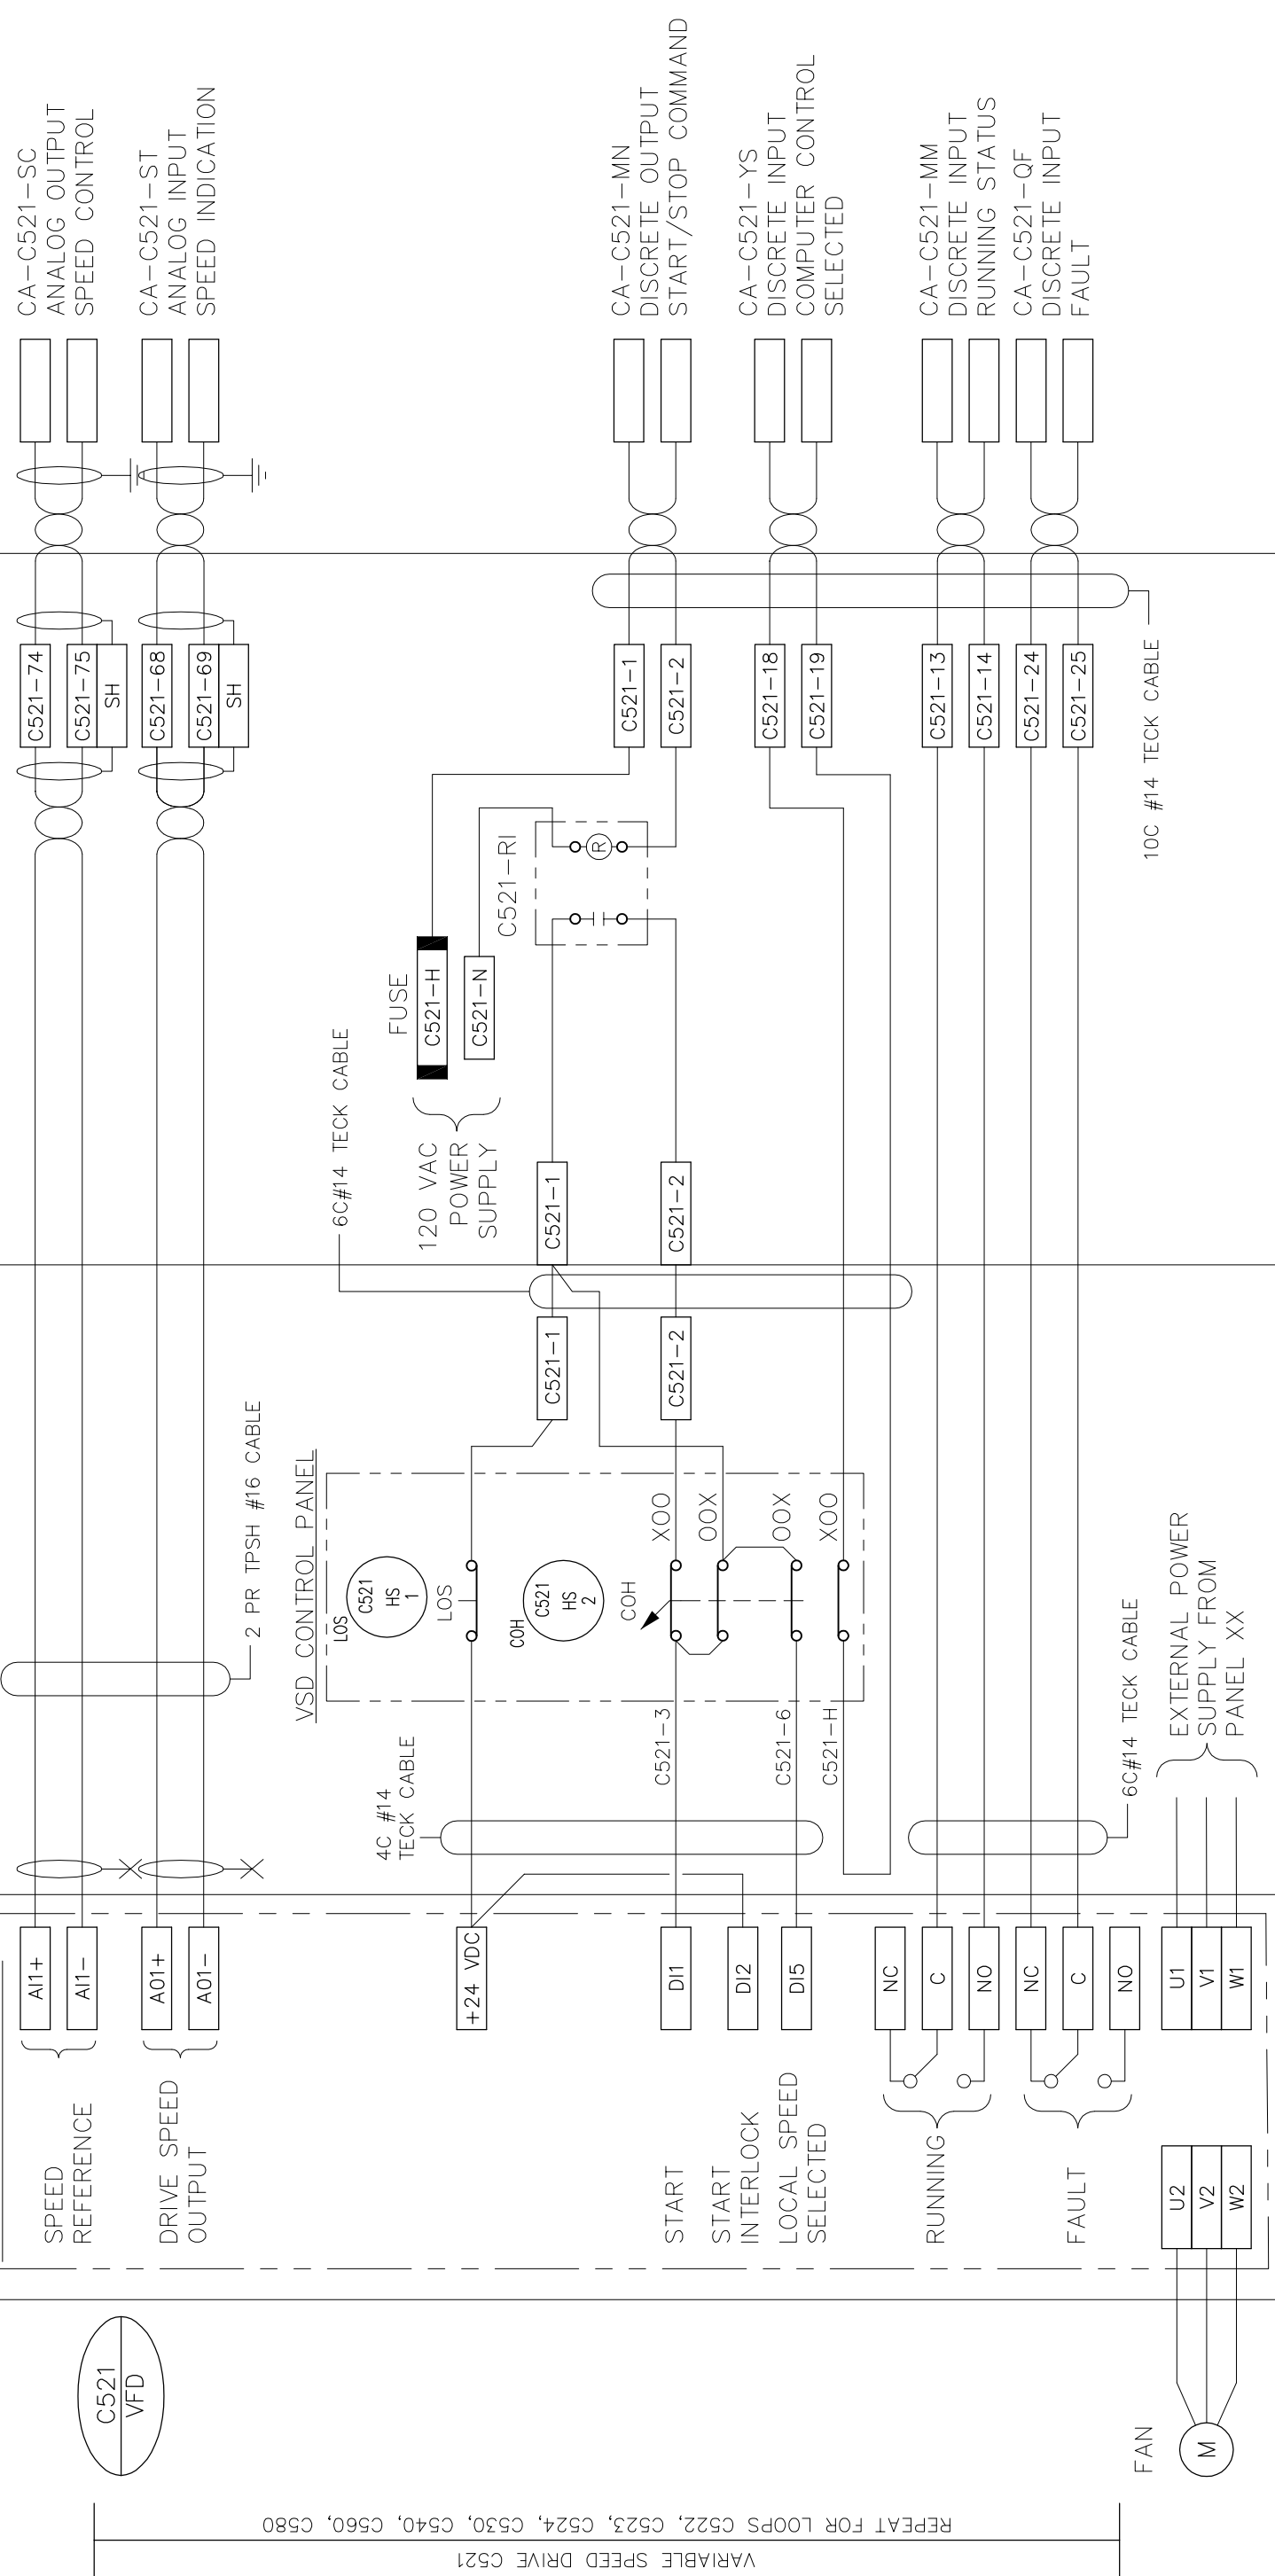 VARIABLE SPEED DRIVE C521
REPEAT FOR LOOPS C522, C523, C524, C530, C540, C560, C580
C521
VFD
FAN
M
SPEED
REFERENCE
AI1+
AI1-
C521-74
C521-75
SH
CA-C521-SC
ANALOG OUTPUT
SPEED CONTROL
DRIVE SPEED
OUTPUT
A01+
A01-
C521-68
C521-69
SH
CA-C521-ST
ANALOG INPUT
SPEED INDICATION
2 PR TPSH #16 CABLE
VSD CONTROL PANEL
LOS
C521
HS
1
LOS
COH
C521
HS
2
COH
XOO
OOX
OOX
XOO
6C#14 TECK CABLE
4C #14
TECK CABLE
FUSE
C521-H
C521-N
120 VAC
POWER
SUPPLY
C521-RI
R
+24 VDC
C521-1
C521-1
C521-1
START
DI1
C521-3
C521-2
C521-2
C521-2
CA-C521-MN
DISCRETE OUTPUT
START/STOP COMMAND
START
INTERLOCK
DI2
LOCAL SPEED
SELECTED
DI5
C521-6
C521-H
C521-18
C521-19
CA-C521-YS
DISCRETE INPUT
COMPUTER CONTROL
SELECTED
RUNNING
NC
C
NO
C521-13
C521-14
CA-C521-MM
DISCRETE INPUT
RUNNING STATUS
FAULT
NC
C
NO
C521-24
C521-25
CA-C521-QF
DISCRETE INPUT
FAULT
6C#14 TECK CABLE
10C #14 TECK CABLE
U2
V2
W2
U1
V1
W1
EXTERNAL POWER
SUPPLY FROM
PANEL XX